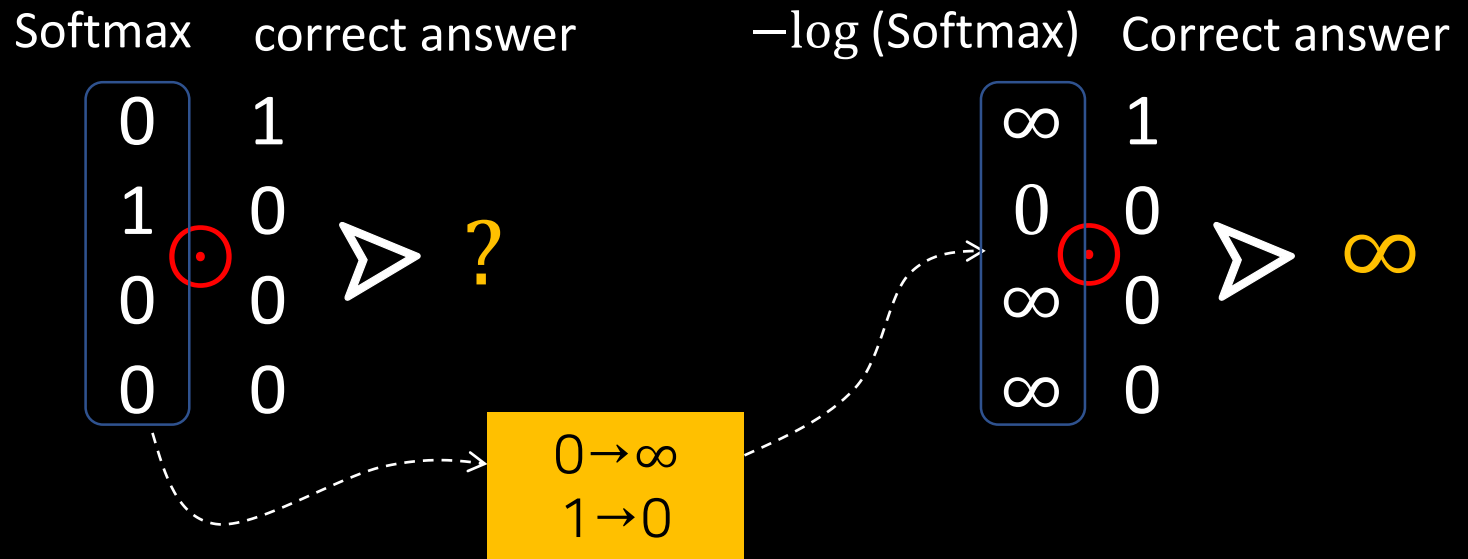 Softmax correct answer −log (Softmax) Correct answer
0 1 ∞ 1
1 0 0 0
? ∞
0 0 ∞ 0
0 0 ∞ 0
0→∞
1→0